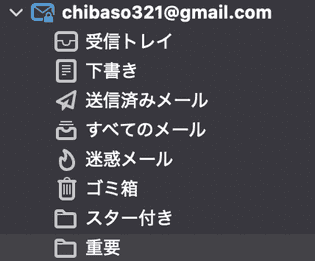 chibaso321@gmail.com
受信トレイ
下書き
送信済みメール
すべてのメール
迷惑メール
ゴミ箱
スター付き
重要